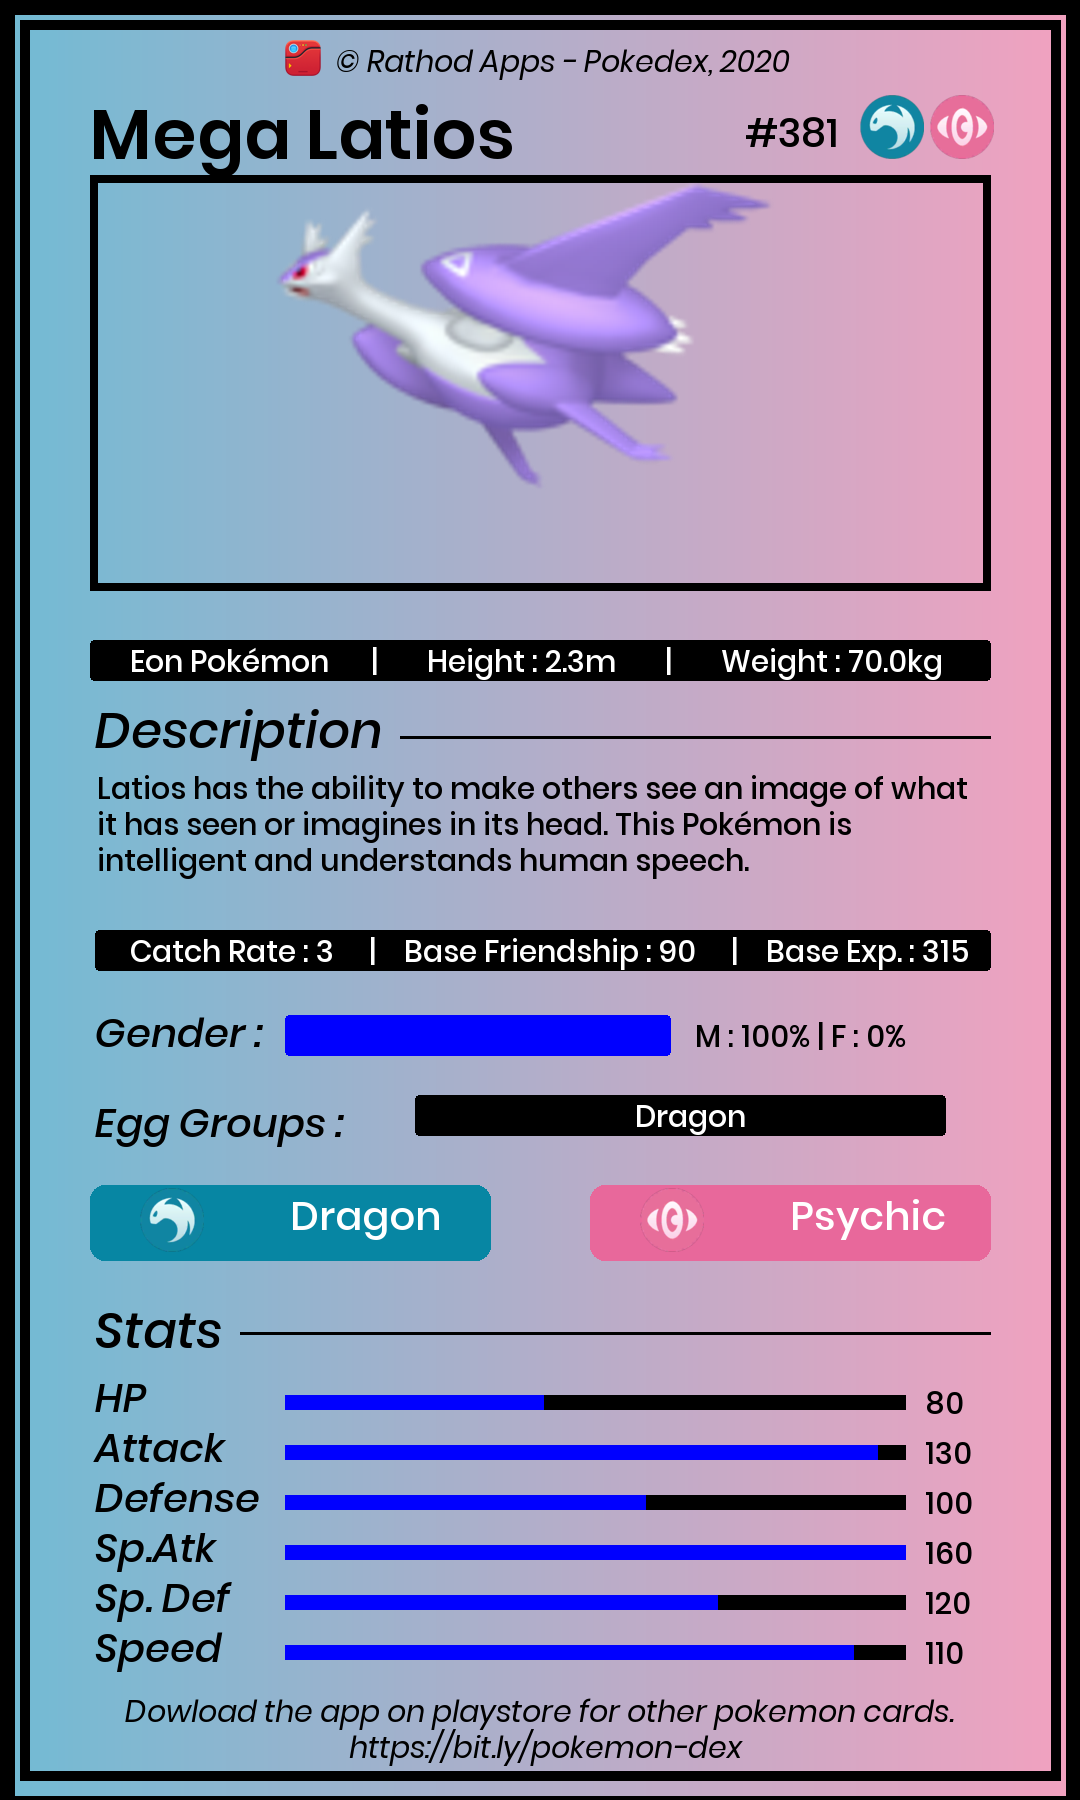 © Rathod Apps - Pokedex, 2020
Mega Latios #381
Eon Pokémon | Height : 2.3m | Weight : 70.0kg
Description
Latios has the ability to make others see an image of what
it has seen or imagines in its head. This Pokémon is
intelligent and understands human speech.
Catch Rate : 3 | Base Friendship : 90 | Base Exp. : 315
Gender : M : 100% | F : 0%
Egg Groups : Dragon
Dragon Psychic
Stats
HP 80
Attack 130
Defense 100
Sp.Atk 160
Sp. Def 120
Speed 110
Dowload the app on playstore for other pokemon cards.
https://bit.ly/pokemon-dex